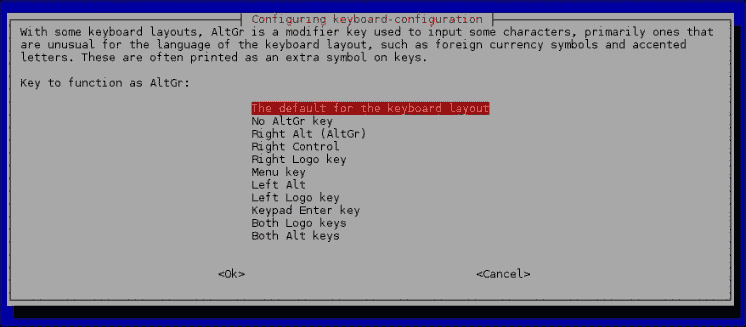 Configuring keyboard-configuration
With some keyboard layouts, AltGr is a modifier key used to input some characters, primarily ones that
are unusual for the language of the keyboard layout, such as foreign currency symbols and accented
letters. These are often printed as an extra symbol on keys.
Key to function as AltGr:
The default for the keyboard layout
No AltGr key
Right Alt (AltGr)
Right Control
Right Logo key
Menu key
Left Alt
Left Logo key
Keypad Enter key
Both Logo keys
Both Alt keys
<Ok> <Cancel>